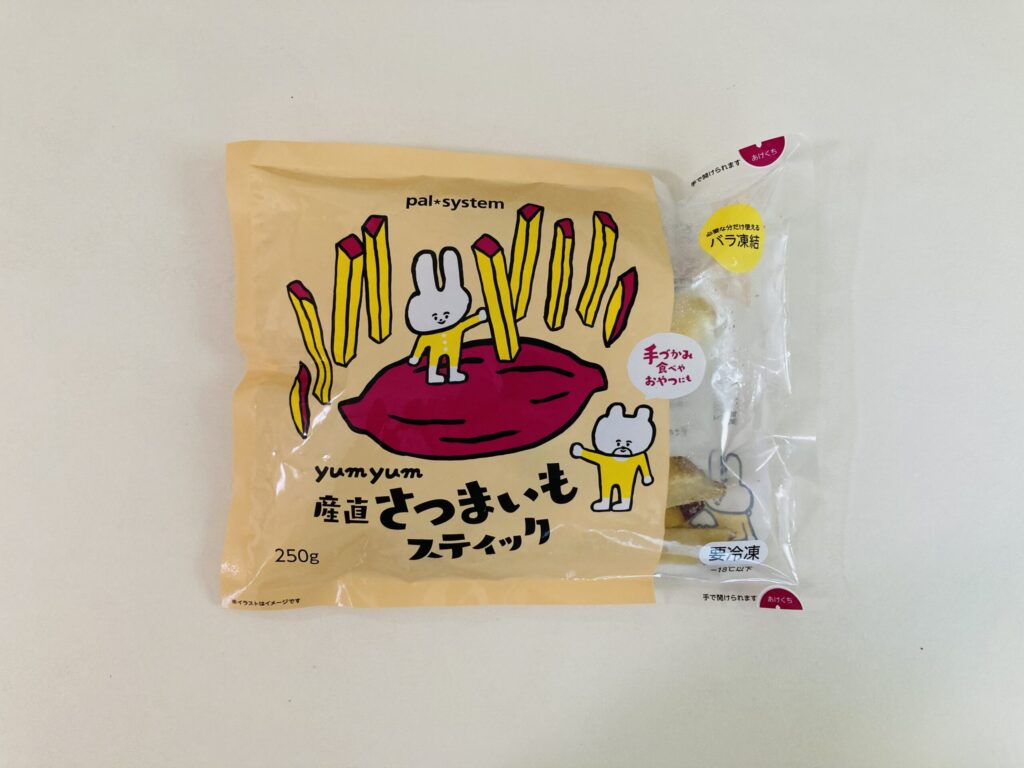 pal*system
yumyum
産直さつまいも
スティック
250g
※イラストはイメージです
手で開けられます
あけくち
必要な分だけ使える
バラ凍結
手づかみ
食べや
おやつにも
要冷凍
−18℃以下
手で開けられます
あけくち